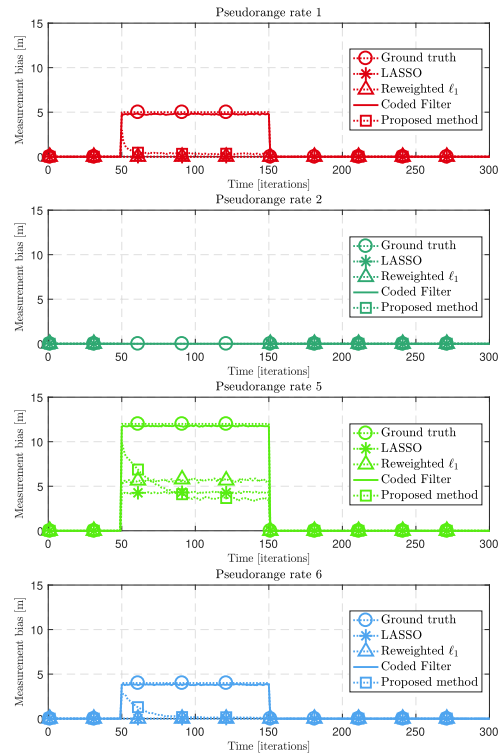 Pseudorange rate 1
15
10
5
0
Measurement bias [m]
Ground truth
LASSO
Reweighted ℓ₁
Coded Filter
Proposed method
0 50 100 150 200 250 300
Time [iterations]
Pseudorange rate 2
15
10
5
0
Measurement bias [m]
Ground truth
LASSO
Reweighted ℓ₁
Coded Filter
Proposed method
0 50 100 150 200 250 300
Time [iterations]
Pseudorange rate 5
15
10
5
0
Measurement bias [m]
Ground truth
LASSO
Reweighted ℓ₁
Coded Filter
Proposed method
0 50 100 150 200 250 300
Time [iterations]
Pseudorange rate 6
15
10
5
0
Measurement bias [m]
Ground truth
LASSO
Reweighted ℓ₁
Coded Filter
Proposed method
0 50 100 150 200 250 300
Time [iterations]